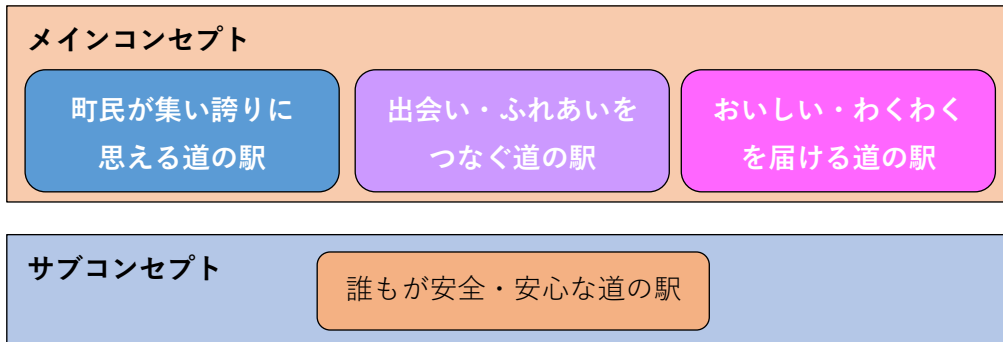 メインコンセプト
町民が集い誇りに
思える道の駅
出会い・ふれあいを
つなぐ道の駅
おいしい・わくわく
を届ける道の駅
サブコンセプト
誰もが安全・安心な道の駅